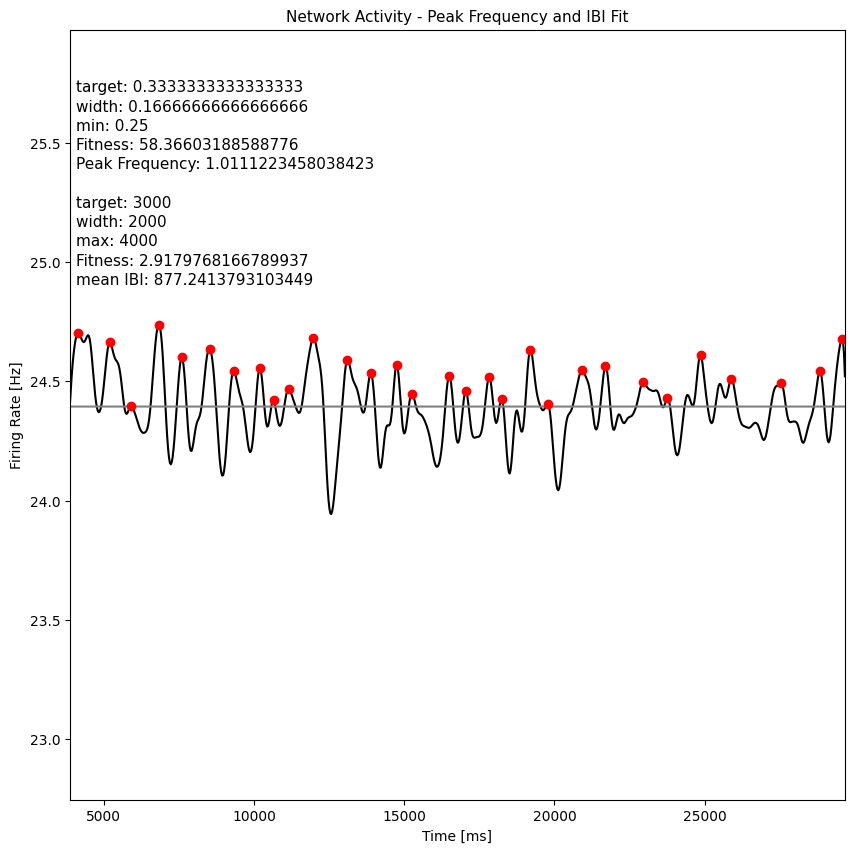 Network Activity - Peak Frequency and IBI Fit
target: 0.3333333333333333
width: 0.16666666666666666
min: 0.25
Fitness: 58.36603188588776
Peak Frequency: 1.0111223458038423
target: 3000
width: 2000
max: 4000
Fitness: 2.9179768166789937
mean IBI: 877.2413793103449
Firing Rate [Hz]
25.5
25.0
24.5
24.0
23.5
23.0
5000
10000
15000
20000
25000
Time [ms]